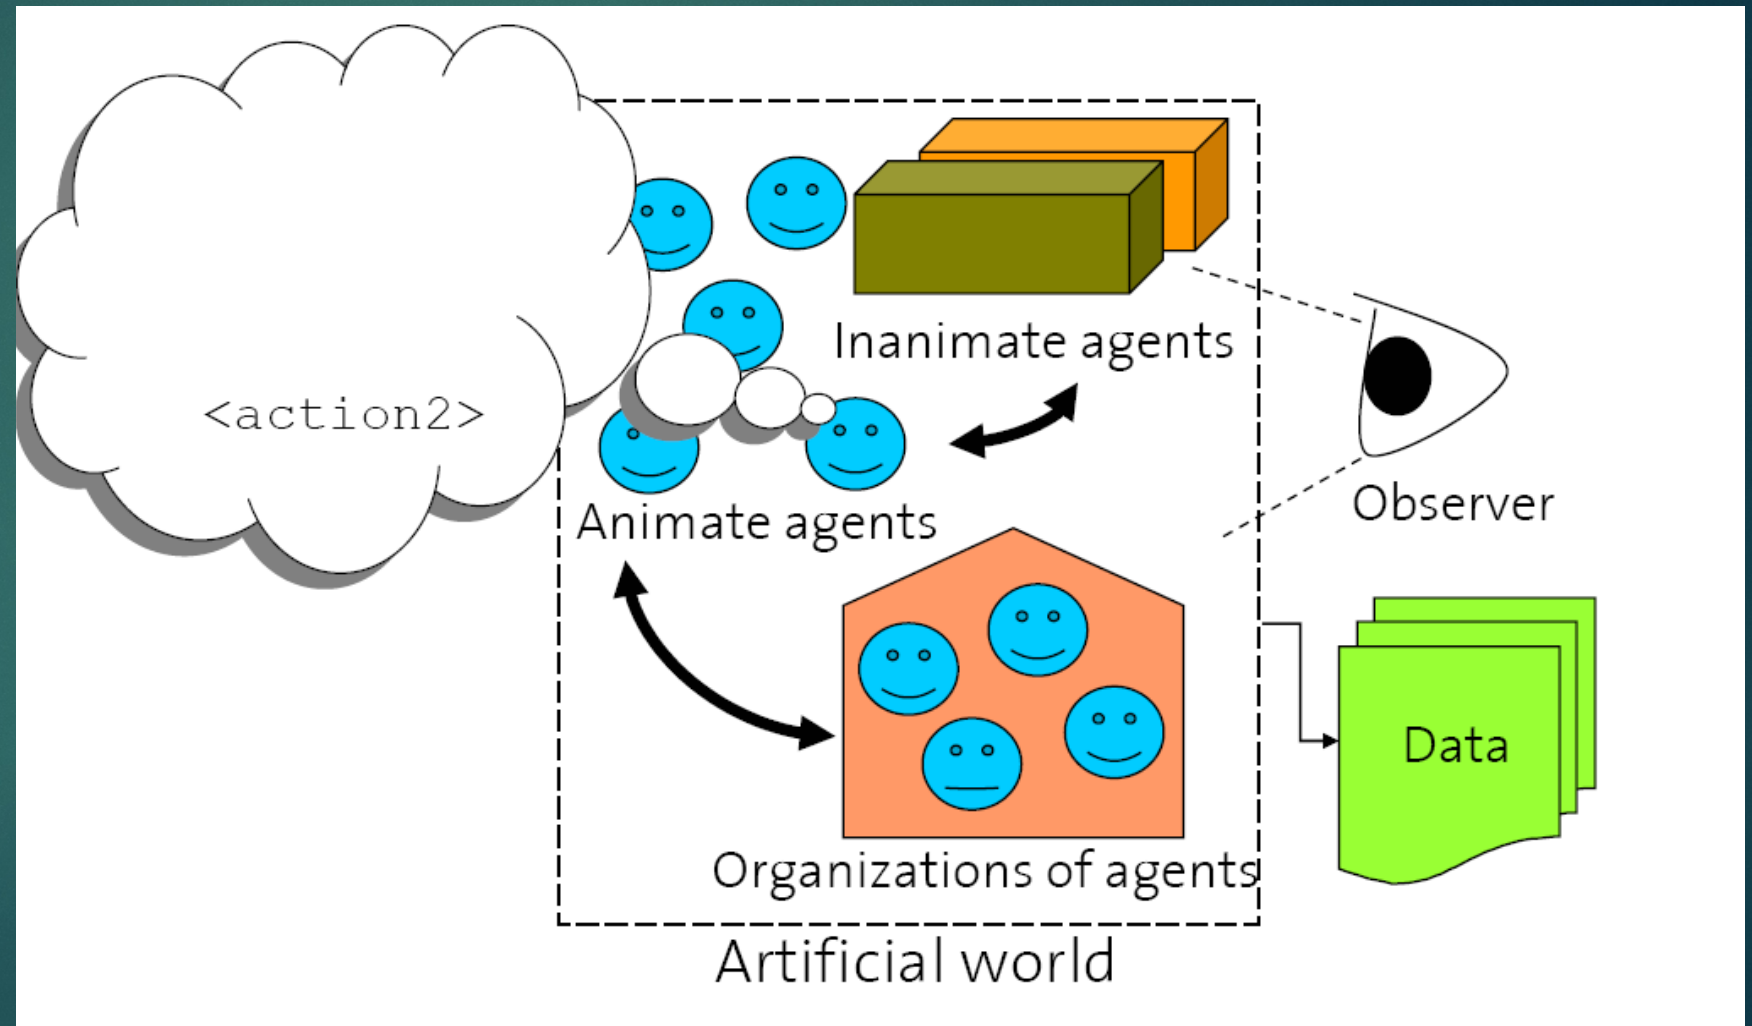 Inanimate agents
<action2>
Observer
Animate agents
Data
Organizations of agents
Artificial world